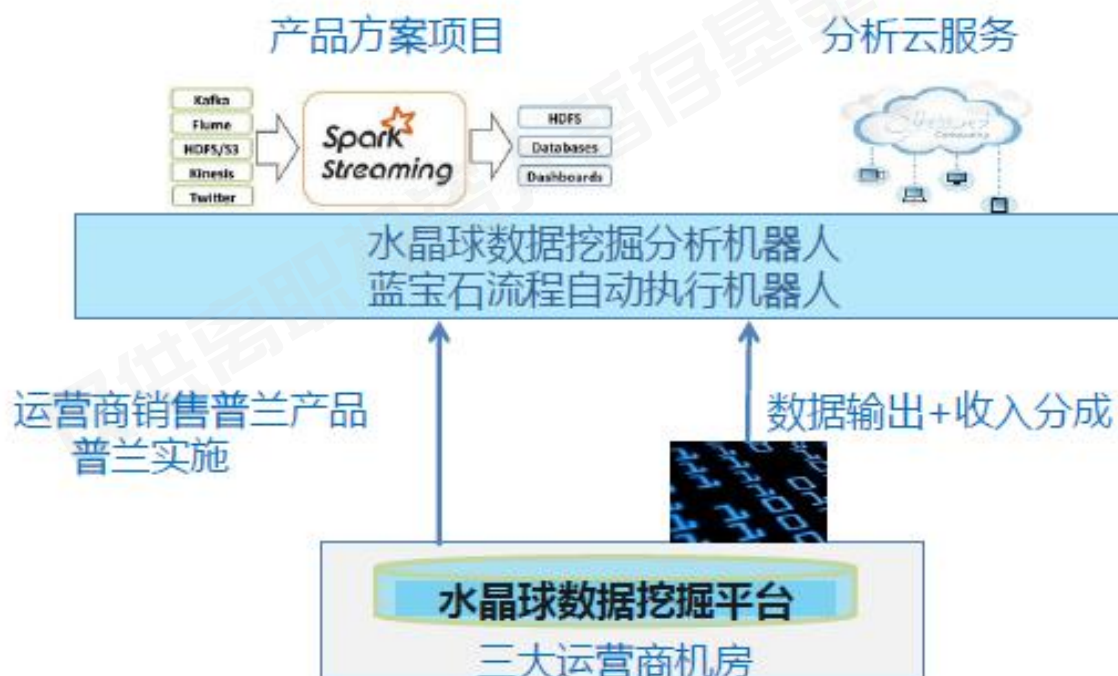 产品方案项目
分析云服务
Kafka
Flume
HDFS/S3
Kinesis
Twitter
Spark
Streaming
HDFS
Databases
Dashboards
水晶球数据挖掘分析机器人
蓝宝石流程自动执行机器人
运营商销售普兰产品
普兰实施
数据输出+收入分成
水晶球数据挖掘平台
三大运营商机房